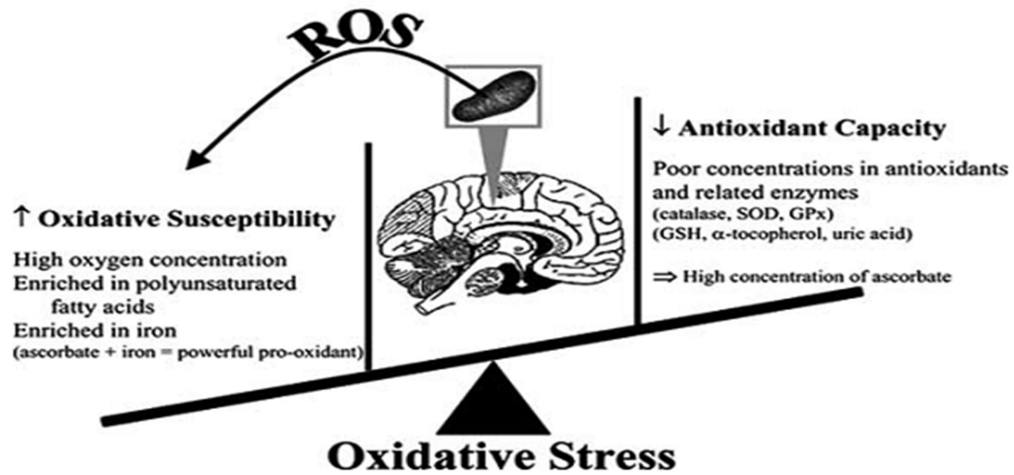 ROS
↑ Oxidative Susceptibility
High oxygen concentration
Enriched in polyunsaturated
fatty acids
Enriched in iron
(ascorbate + iron = powerful pro-oxidant)
↓ Antioxidant Capacity
Poor concentrations in antioxidants
and related enzymes
(catalase, SOD, GPx)
(GSH, α-tocopherol, uric acid)
⇒ High concentration of ascorbate
Oxidative Stress